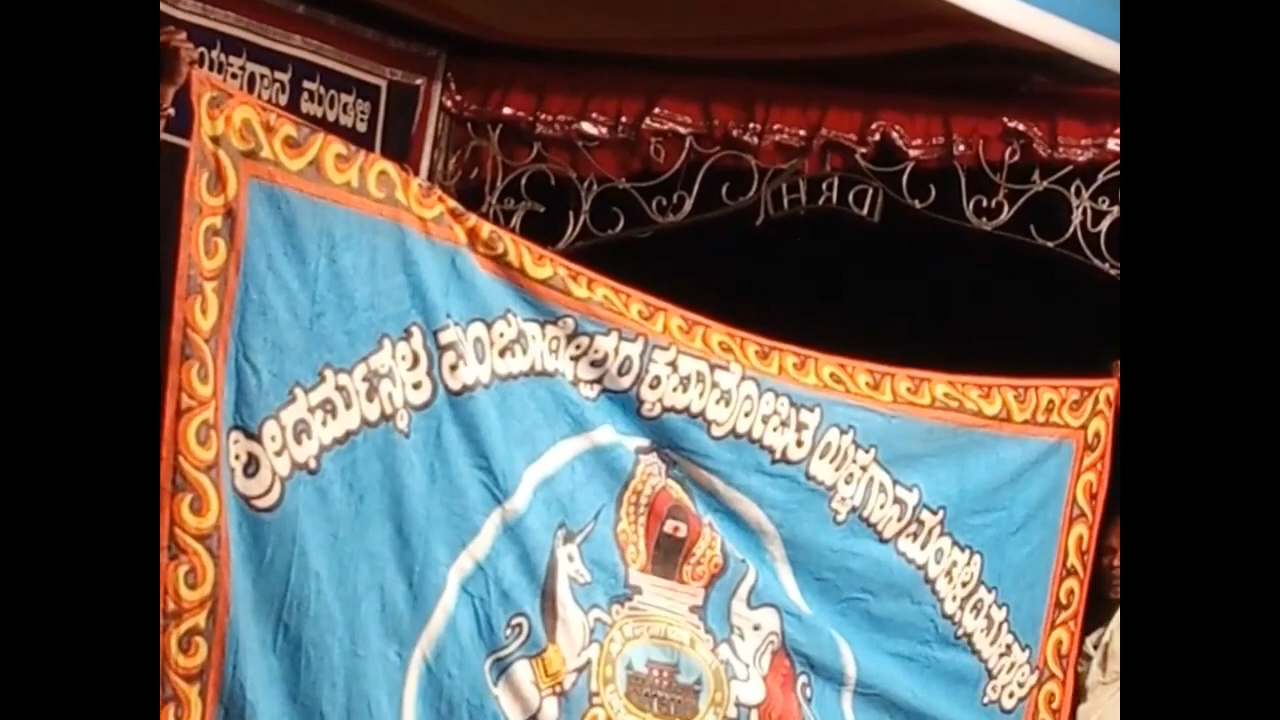 ಯಕ್ಷಗಾನ ಮಂಡಳಿ
DRH
ಶ್ರೀ ಧರ್ಮಸ್ಥಳ ಮಂಜುನಾಥೇಶ್ವರ ಕೃಪಾಪೋಷಿತ ಯಕ್ಷಗಾನ ಮಂಡಳಿ, ಧರ್ಮಸ್ಥಳ